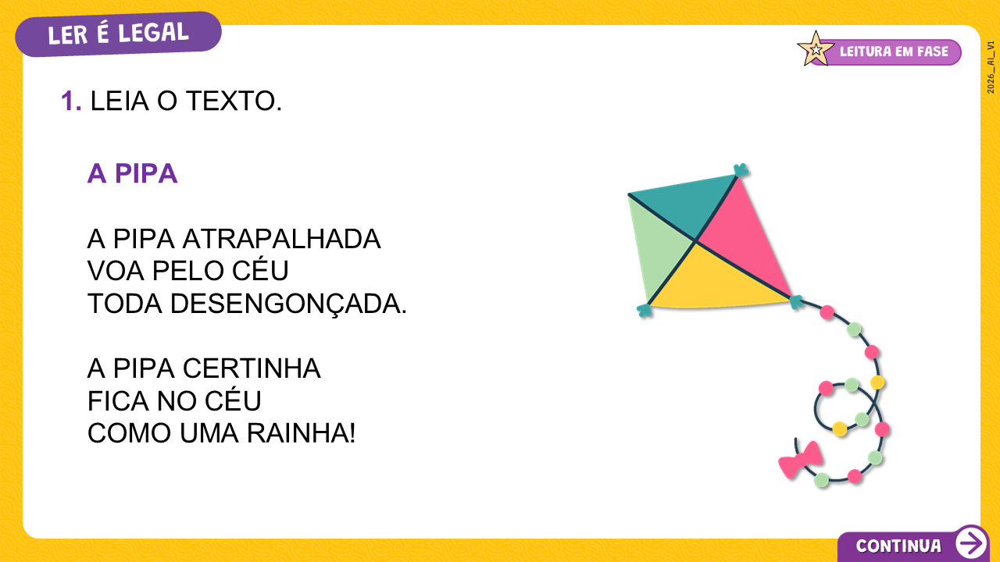 LER É LEGAL
LEITURA EM FASE
2026_AI_V1
1. LEIA O TEXTO.
A PIPA
A PIPA ATRAPALHADA
VOA PELO CÉU
TODA DESENGONÇADA.
A PIPA CERTINHA
FICA NO CÉU
COMO UMA RAINHA!
CONTINUA